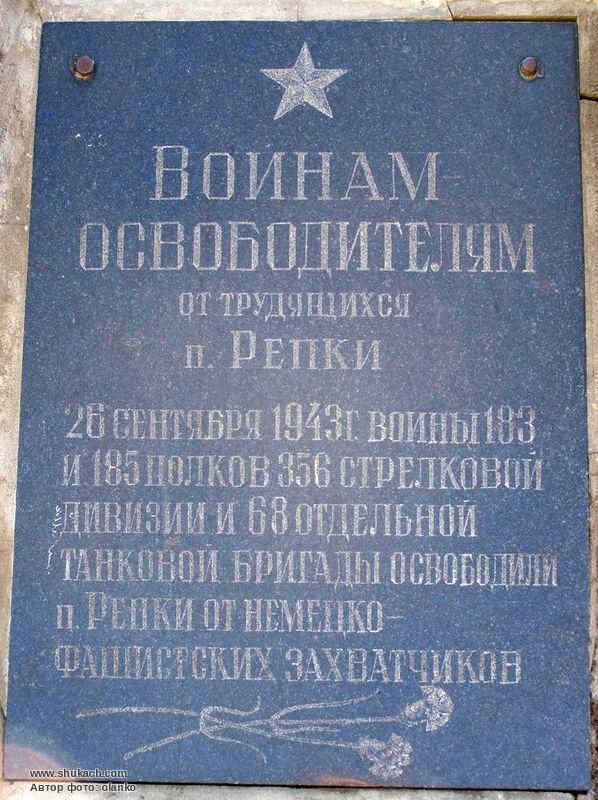 Воинам-
освободителям
от трудящихся
п. Репки
26 сентября 1943г. воины 183
и 185 полков 356 стрелковой
дивизии и 68 отдельной
танковой бригады освободили
п. Репки от немецко-
фашистских захватчиков
www.shukach.com
Автор фото: olanko